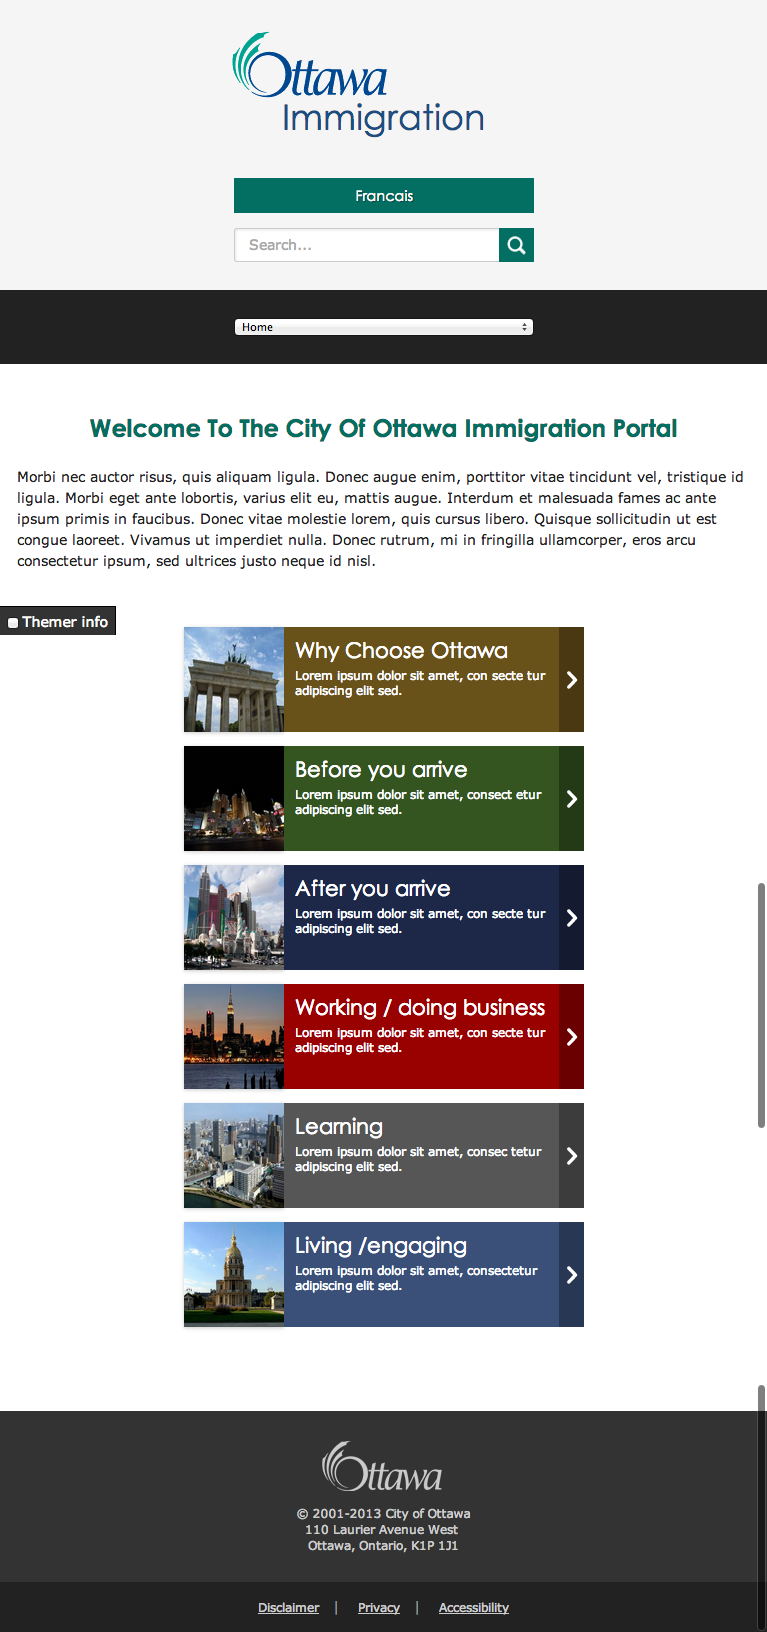 Ottawa
Immigration
Francais
Search...
Home
Welcome To The City Of Ottawa Immigration Portal
Morbi nec auctor risus, quis aliquam ligula. Donec augue enim, porttitor vitae tincidunt vel, tristique id
ligula. Morbi eget ante lobortis, varius elit eu, mattis augue. Interdum et malesuada fames ac ante
ipsum primis in faucibus. Donec vitae molestie lorem, quis cursus libero. Quisque sollicitudin ut est
congue laoreet. Vivamus ut imperdiet nulla. Donec rutrum, mi in fringilla ullamcorper, eros arcu
consectetur ipsum, sed ultrices justo neque id nisl.
Themer info
Why Choose Ottawa
Lorem ipsum dolor sit amet, con secte tur
adipiscing elit sed.
Before you arrive
Lorem ipsum dolor sit amet, consect etur
adipiscing elit sed.
After you arrive
Lorem ipsum dolor sit amet, con secte tur
adipiscing elit sed.
Working / doing business
Lorem ipsum dolor sit amet, con secte tur
adipiscing elit sed.
Learning
Lorem ipsum dolor sit amet, consec tetur
adipiscing elit sed.
Living /engaging
Lorem ipsum dolor sit amet, consectetur
adipiscing elit sed.
Ottawa
© 2001-2013 City of Ottawa
110 Laurier Avenue West
Ottawa, Ontario, K1P 1J1
Disclaimer | Privacy | Accessibility